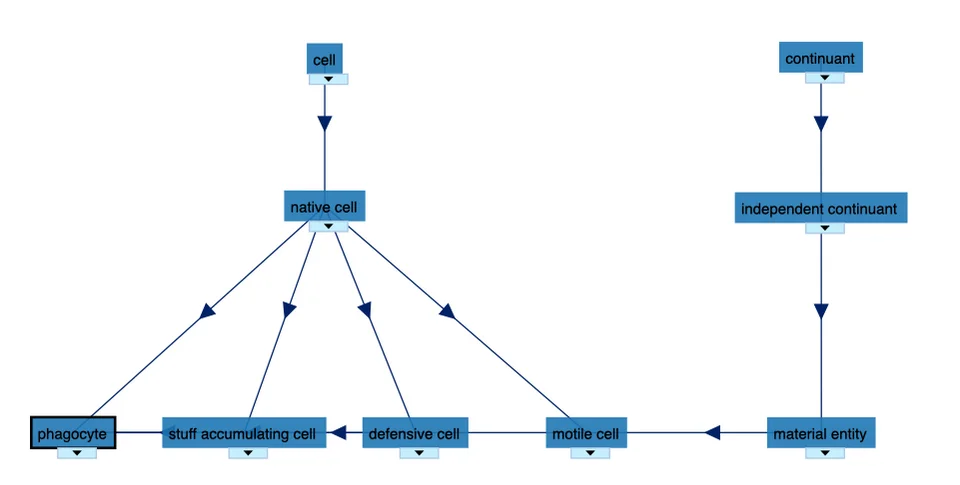 cell
continuant
native cell
independent continuant
phagocyte
stuff accumulating cell
defensive cell
motile cell
material entity